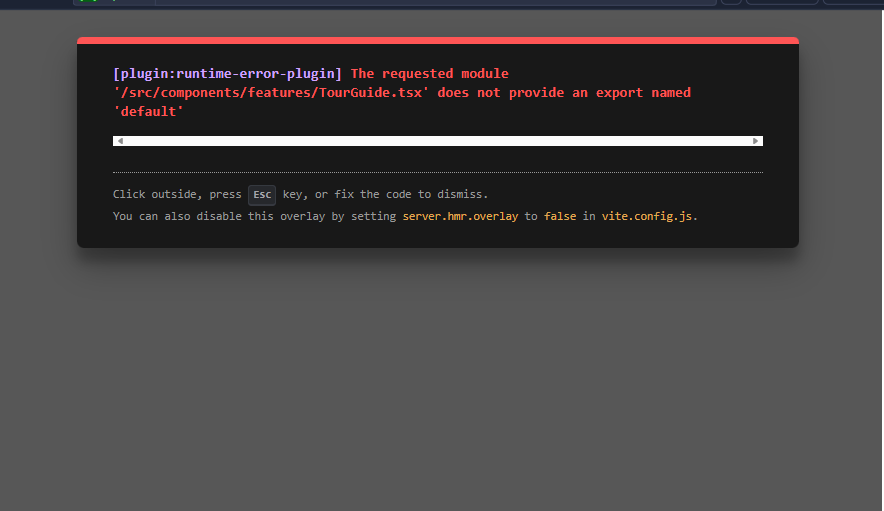 [plugin:runtime-error-plugin] The requested module
'/src/components/features/TourGuide.tsx' does not provide an export named
'default'
Click outside, press Esc key, or fix the code to dismiss.
You can also disable this overlay by setting server.hmr.overlay to false in vite.config.js.